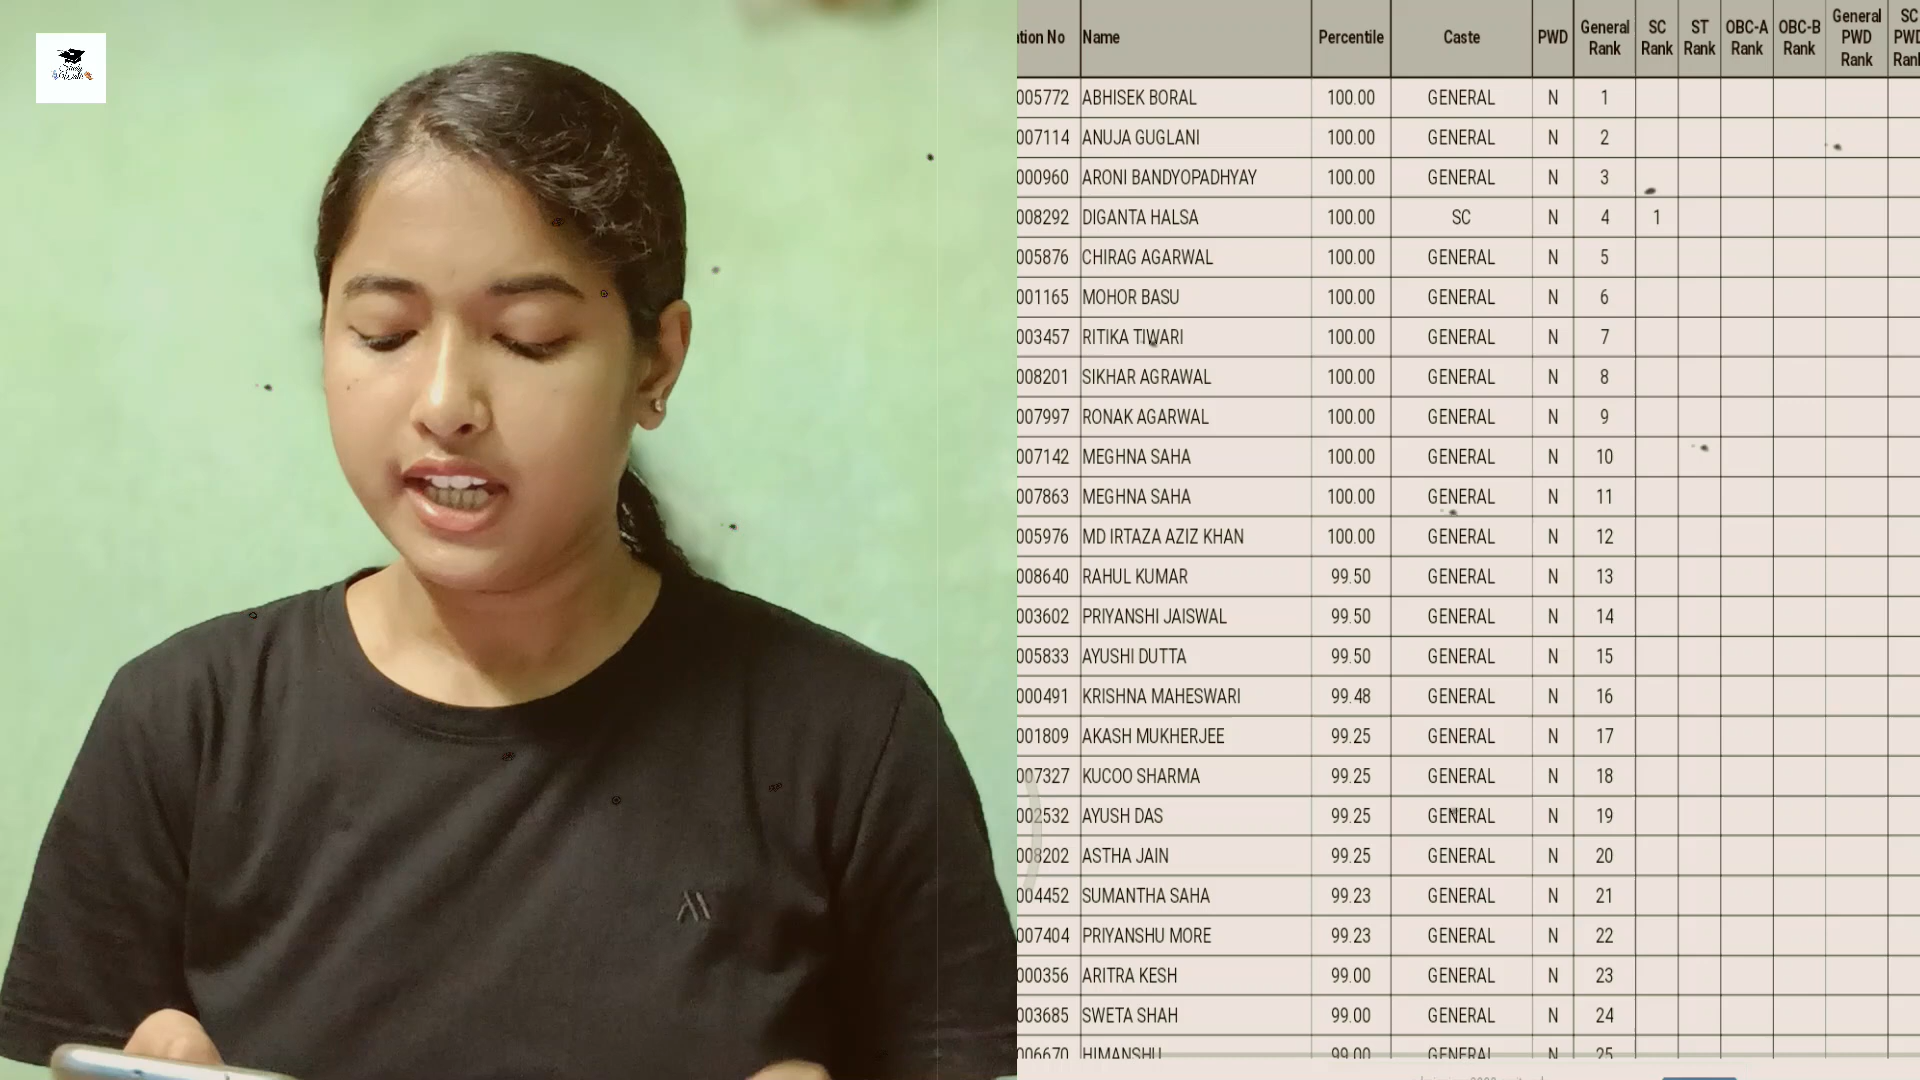 Study
Wale
ation No Name Percentile Caste PWD General Rank SC Rank ST Rank OBC-A Rank OBC-B Rank General PWD Rank SC PWD Rank
005772 ABHISEK BORAL 100.00 GENERAL N 1
007114 ANUJA GUGLANI 100.00 GENERAL N 2
000960 ARONI BANDYOPADHYAY 100.00 GENERAL N 3
008292 DIGANTA HALSA 100.00 SC N 4 1
005876 CHIRAG AGARWAL 100.00 GENERAL N 5
001165 MOHOR BASU 100.00 GENERAL N 6
003457 RITIKA TIWARI 100.00 GENERAL N 7
008201 SIKHAR AGRAWAL 100.00 GENERAL N 8
007997 RONAK AGARWAL 100.00 GENERAL N 9
007142 MEGHNA SAHA 100.00 GENERAL N 10
007863 MEGHNA SAHA 100.00 GENERAL N 11
005976 MD IRTAZA AZIZ KHAN 100.00 GENERAL N 12
008640 RAHUL KUMAR 99.50 GENERAL N 13
003602 PRIYANSHI JAISWAL 99.50 GENERAL N 14
005833 AYUSHI DUTTA 99.50 GENERAL N 15
000491 KRISHNA MAHESWARI 99.48 GENERAL N 16
001809 AKASH MUKHERJEE 99.25 GENERAL N 17
007327 KUCOO SHARMA 99.25 GENERAL N 18
002532 AYUSH DAS 99.25 GENERAL N 19
008202 ASTHA JAIN 99.25 GENERAL N 20
004452 SUMANTHA SAHA 99.23 GENERAL N 21
007404 PRIYANSHU MORE 99.23 GENERAL N 22
000356 ARITRA KESH 99.00 GENERAL N 23
003685 SWETA SHAH 99.00 GENERAL N 24
006670 HIMANSHU 99.00 GENERAL N 25